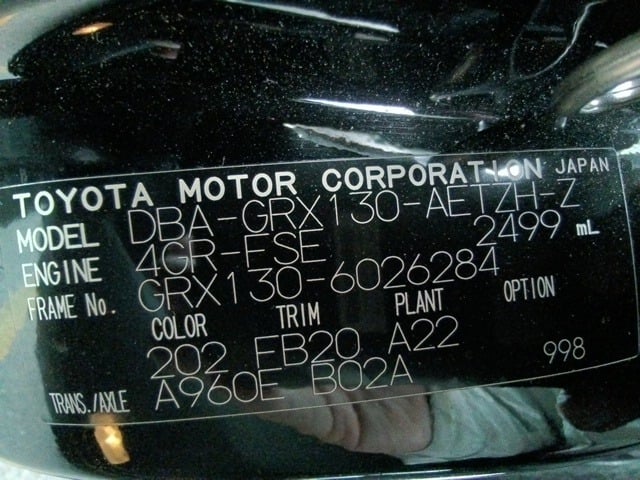 TOYOTA MOTOR CORPORATION JAPAN
MODEL DBA-GRX130-AETZH-Z
ENGINE 4GR-FSE 2499 mL
FRAME No. GRX130-6026284
COLOR TRIM PLANT OPTION
202 FB20 A22
TRANS./AXLE A960E B02A 998